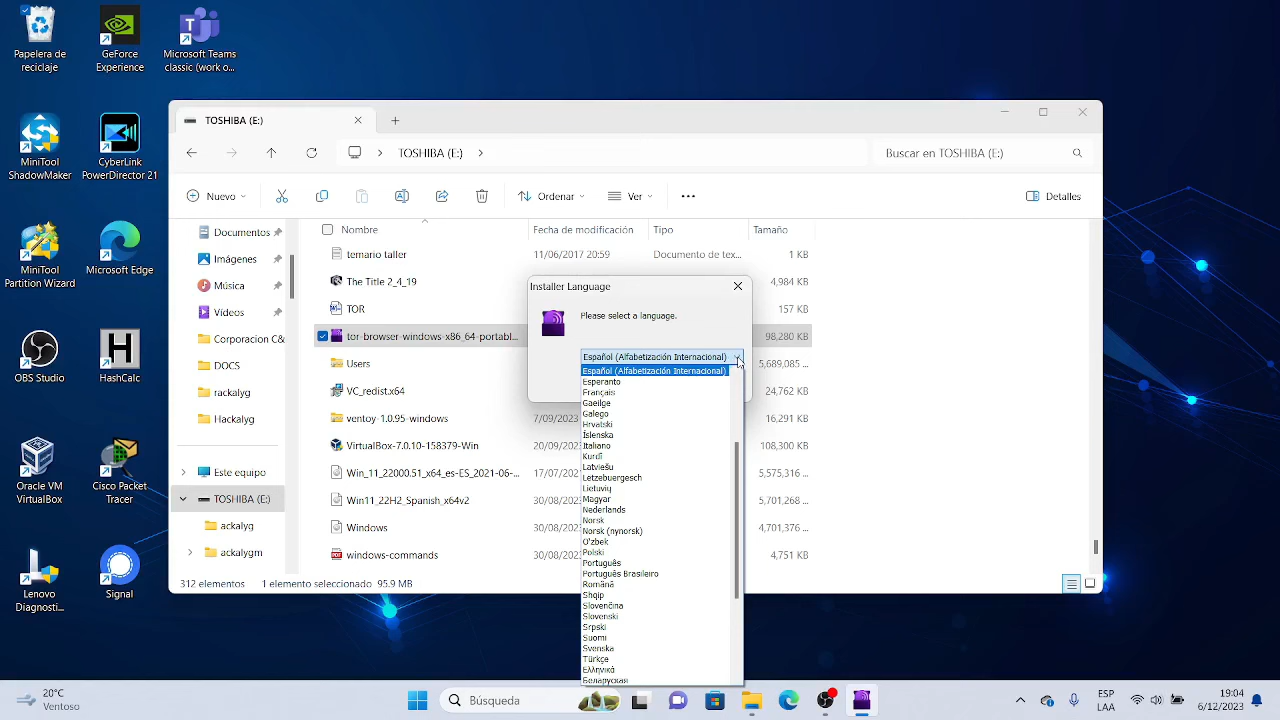 Papelera de
reciclaje
GeForce
Experience
Microsoft Teams
classic (work o...
MiniTool
ShadowMaker
CyberLink
PowerDirector 21
MiniTool
Partition Wizard
Microsoft Edge
OBS Studio
HashCalc
Oracle VM
VirtualBox
Cisco Packet
Tracer
Lenovo
Diagnósti...
Signal
TOSHIBA (E:)
TOSHIBA (E:)
Buscar en TOSHIBA (E:)
Nuevo
Ordenar
Ver
Detalles
Documentos
Imágenes
Música
Vídeos
Corporacion C&
DOCS
rackalyg
Hackalyg
Este equipo
TOSHIBA (E:)
ackalyg
ackalygm
Nombre
Fecha de modificación
Tipo
Tamaño
temario taller
11/06/2017 20:59
Documento de tex...
1 KB
The Title 2_4_19
4,984 KB
TOR
157 KB
tor-browser-windows-x86_64-portabl...
98,280 KB
Users
5,689,085 ...
VC_redist.x64
24,762 KB
ventoy-1.0.95-windows
7/09/2023
16,291 KB
VirtualBox-7.0.10-158379-Win
20/09/2023
108,300 KB
Win_11_22000.51_x64_es-ES_2021-06-...
17/07/202
5,575,316 ...
Win11_22H2_Spanish_x64v2
30/08/202
5,701,268 ...
Windows
30/08/202
4,701,376 ...
windows-commands
30/08/202
4,751 KB
312 elementos
1 elemento seleccionado
95.9 MB
Installer Language
Please select a language.
Español (Alfabetización Internacional)
Español (Alfabetización Internacional)
Esperanto
Français
Gaeilge
Galego
Hrvatski
Íslenska
Italiano
Kurdî
Latviešu
Letzebuergesch
Lietuvių
Magyar
Nederlands
Norsk
Norsk (nynorsk)
O'zbek
Polski
Português
Português Brasileiro
Română
Shqip
Slovenčina
Slovenski
Srpski
Suomi
Svenska
Türkçe
Ελληνικά
Беларуская
20°C
Ventoso
Búsqueda
ESP
LAA
19:04
6/12/2023